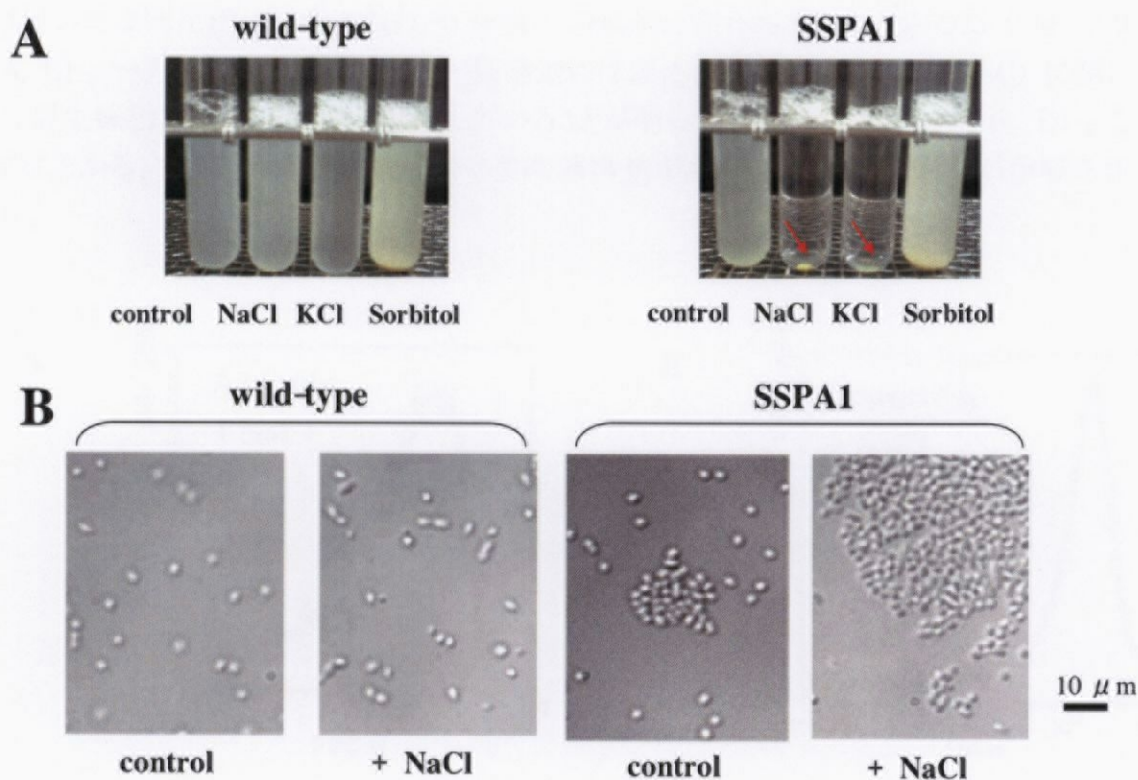 A
wild-type SSPA1
control NaCl KCl Sorbitol control NaCl KCl Sorbitol
B
wild-type SSPA1
10 μm
control + NaCl control + NaCl